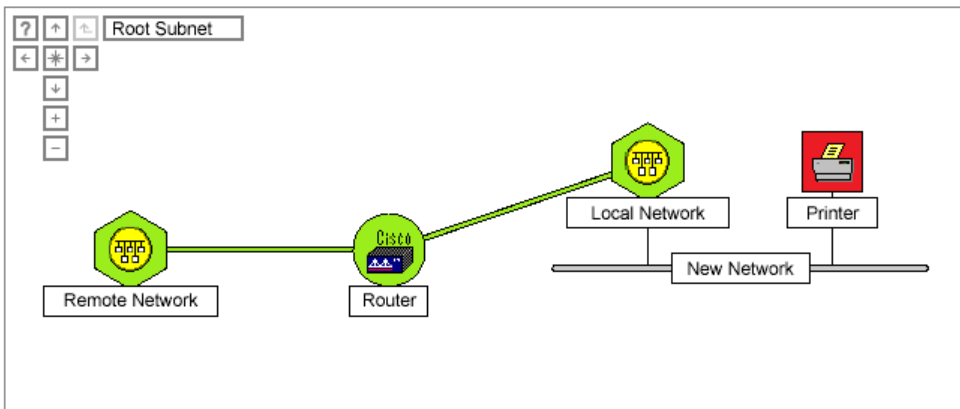 ?
Root Subnet
+
−
Local Network
Printer
Cisco
New Network
Remote Network
Router